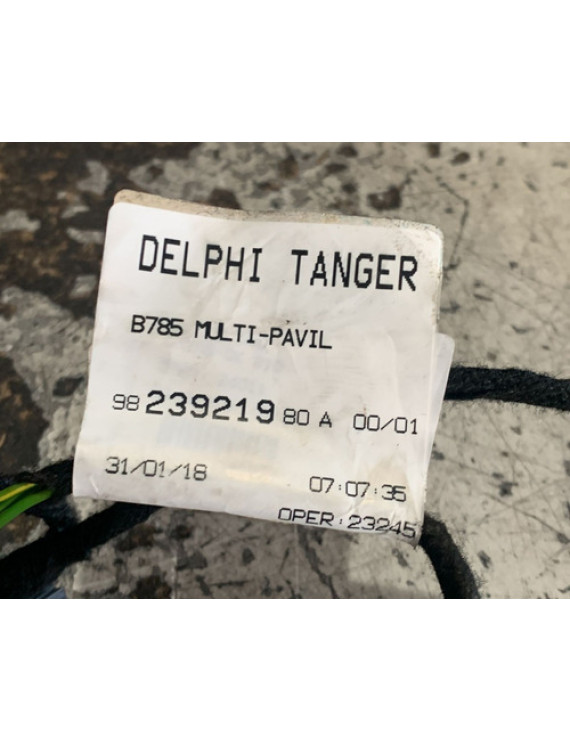 DELPHI TANGER
B785 MULTI-PAVIL
98 239219 80 A 00/01
31/01/18 07:07:35
OPER:23245